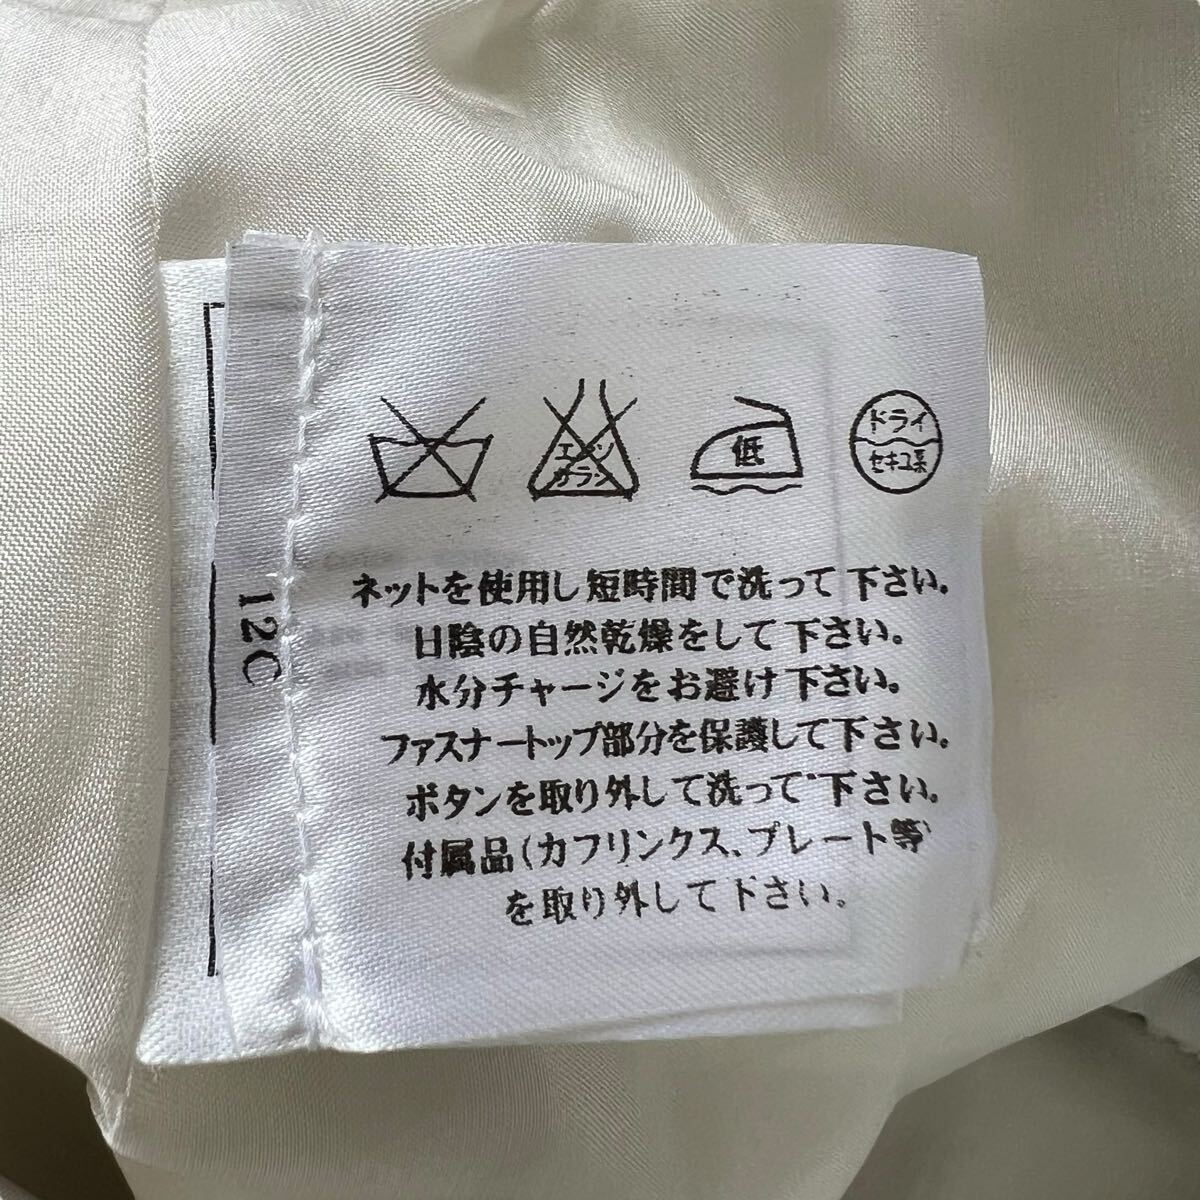 エンソ
カラン
低
ドライ
セキユ系
ネットを使用し短時間で洗って下さい。
日陰の自然乾燥をして下さい。
水分チャージをお避け下さい。
ファスナートップ部分を保護して下さい。
ボタンを取り外して洗って下さい。
付属品(カフリンクス、プレート等)
を取り外して下さい。
12C